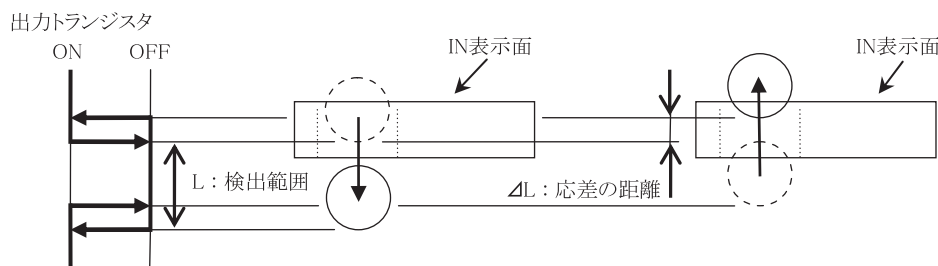 出力トランジスタ
ON OFF
IN表示面
IN表示面
L：検出範囲
⊿L：応差の距離